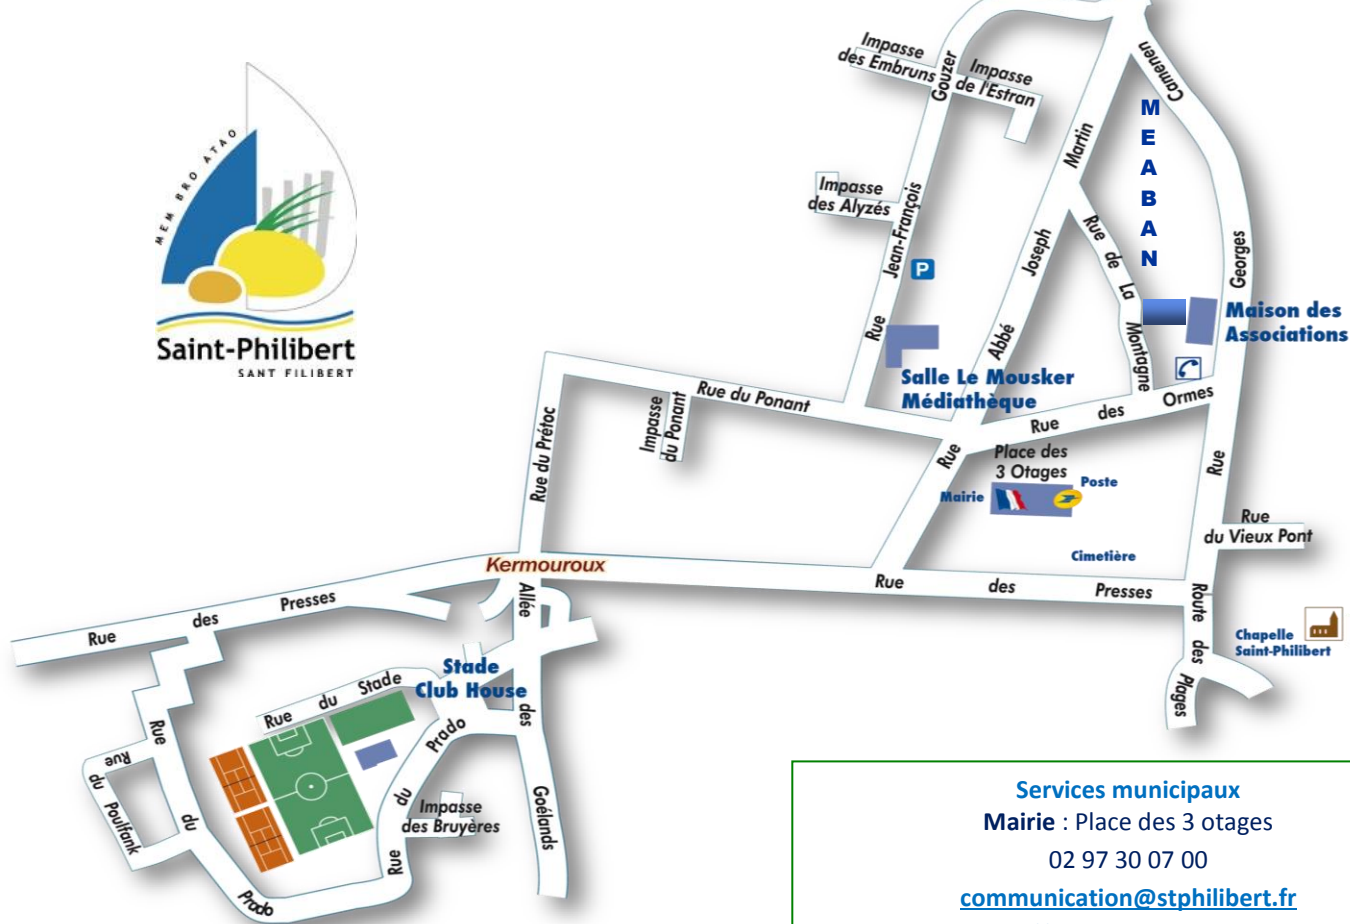 MEM BRO ATAO
Saint-Philibert
SANT FILIBERT
Impasse
des Embruns
Impasse
de l'Estran
Impasse
des Alyzés
Rue Jean-François Gouzer
P
Rue Abbé Joseph Martin
Rue de La Montagne
MEABAN
Rue Georges Camenen
Maison des
Associations
Salle Le Mousker
Médiathèque
Rue du Ponant
Impasse
du Ponant
Rue du Prétoc
Rue des Ormes
Place des
3 Otages
Mairie
Poste
Cimetière
Rue
du Vieux Pont
Kermouroux
Rue des Presses
Rue des Presses
Route des Plages
Chapelle
Saint-Philibert
Allée des Goélands
Stade
Club House
Rue du Stade
Rue du Prado
Rue du Prado
Rue
du Poulfank
Impasse
des Bruyères
Services municipaux
Mairie : Place des 3 otages
02 97 30 07 00
communication@stphilibert.fr